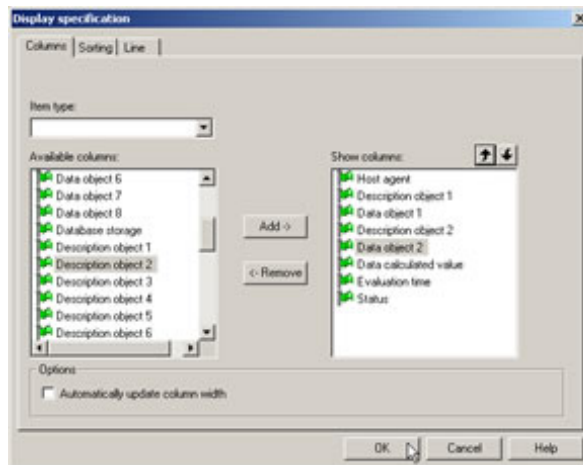 Display specification
Columns Sorting Line
Item type:
Available columns:
Show columns:
Data object 6
Data object 7
Data object 8
Database storage
Description object 1
Description object 2
Description object 3
Description object 4
Description object 5
Description object 6
Add ->
<- Remove
Host agent
Description object 1
Data object 1
Description object 2
Data object 2
Data calculated value
Evaluation time
Status
Options
Automatically update column width
OK Cancel Help